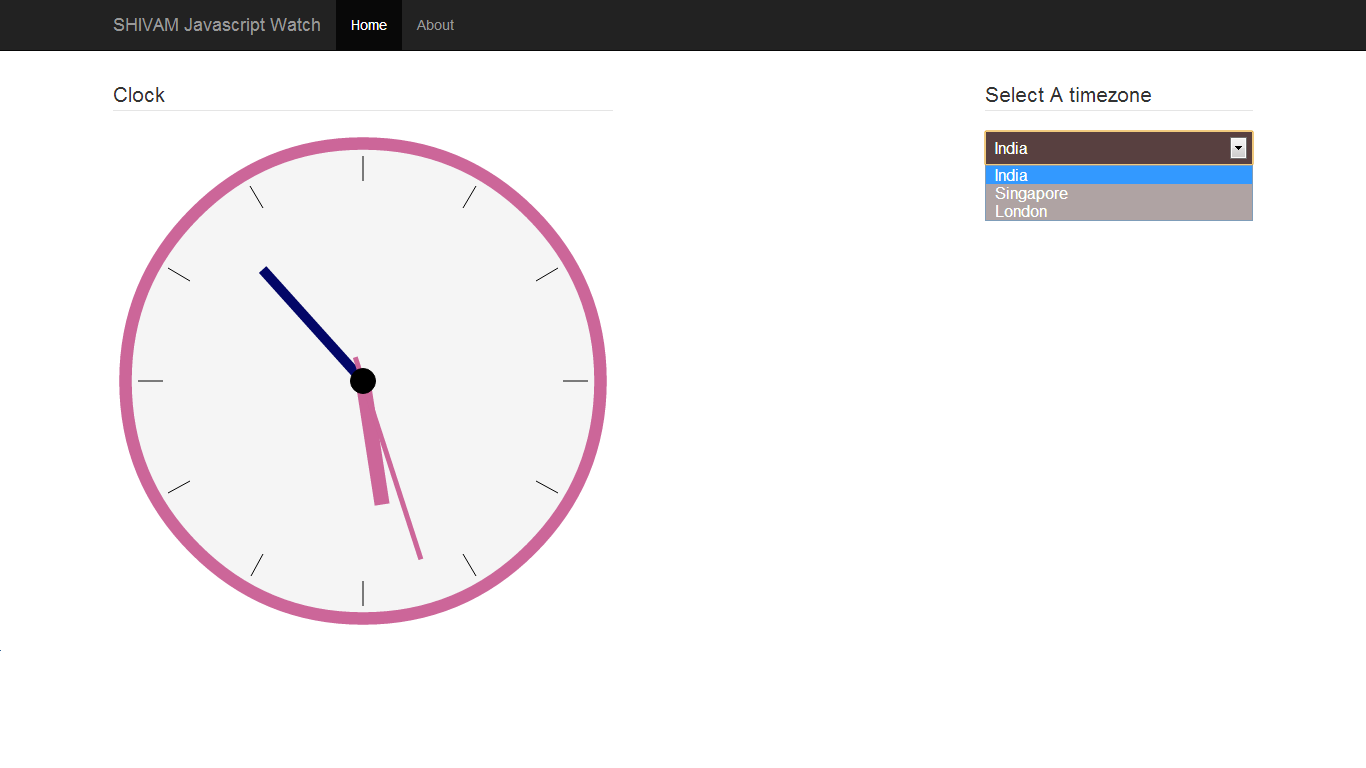 SHIVAM Javascript Watch Home About
Clock
Select A timezone
India
India
Singapore
London